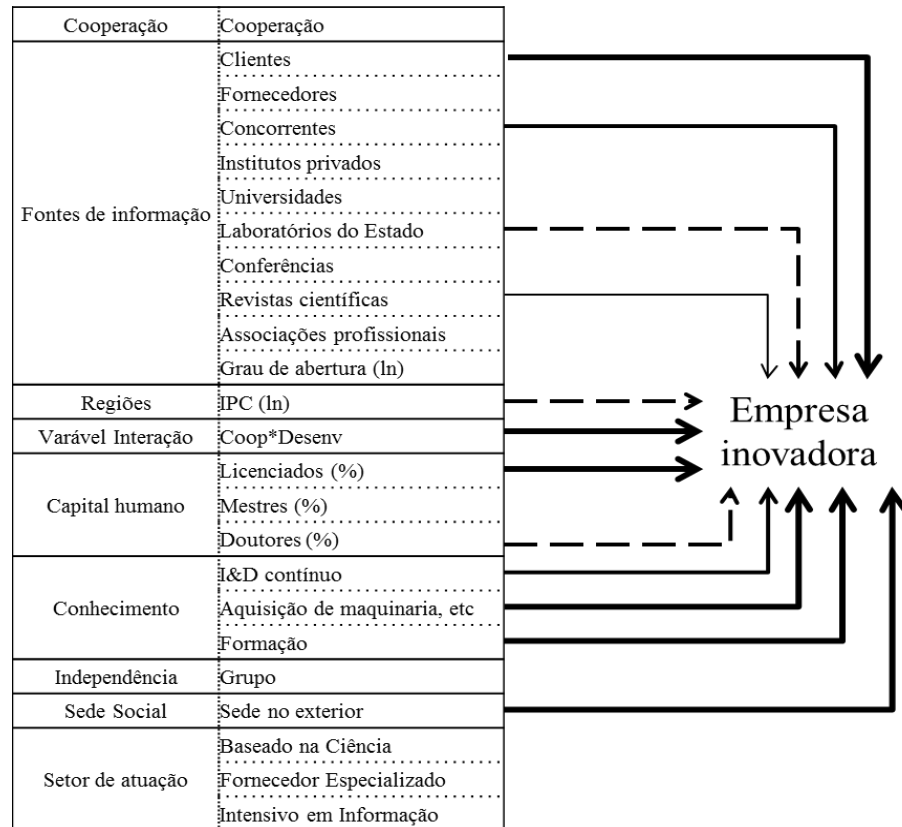 Cooperação Cooperação
Clientes
Fornecedores
Concorrentes
Institutos privados
Universidades
Fontes de informação
Laboratórios do Estado
Conferências
Revistas científicas
Associações profissionais
Grau de abertura (ln)
Regiões IPC (ln)
Varável Interação Coop*Desenv
Licenciados (%)
Capital humano Mestres (%)
Doutores (%)
I&D contínuo
Conhecimento Aquisição de maquinaria, etc
Formação
Independência Grupo
Sede Social Sede no exterior
Baseado na Ciência
Setor de atuação Fornecedor Especializado
Intensivo em Informação
Empresa
inovadora